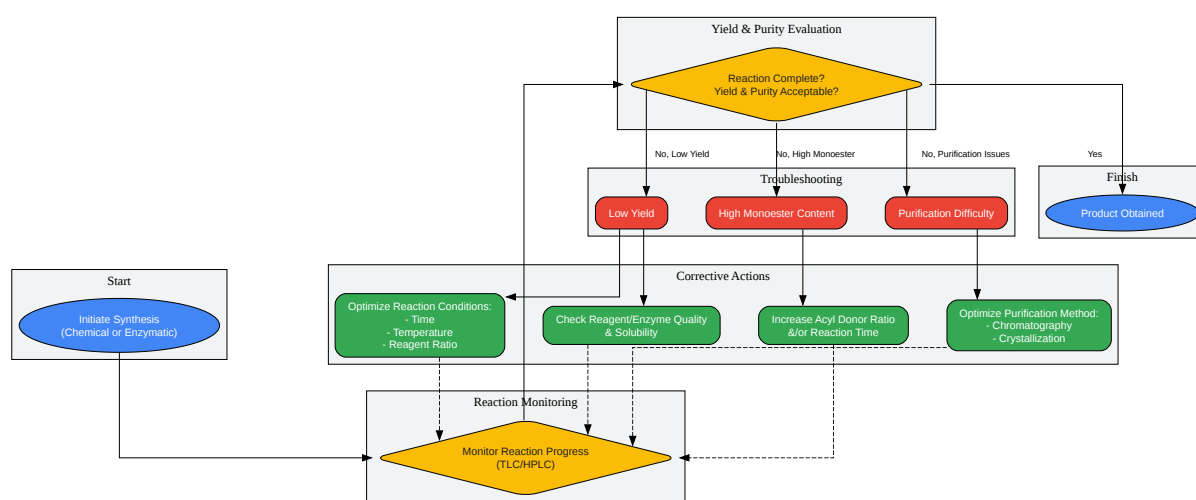 Yield & Purity Evaluation
Reaction Complete?
Yield & Purity Acceptable?
No, Low Yield
No, High Monoester
No, Purification Issues
Yes
Troubleshooting
Finish
Low Yield
High Monoester Content
Purification Difficulty
Product Obtained
Start
Initiate Synthesis
(Chemical or Enzymatic)
Corrective Actions
Optimize Reaction Conditions:
- Time
- Temperature
- Reagent Ratio
Check Reagent/Enzyme Quality
& Solubility
Increase Acyl Donor Ratio
&/or Reaction Time
Optimize Purification Method:
- Chromatography
- Crystallization
Reaction Monitoring
Monitor Reaction Progress
(TLC/HPLC)